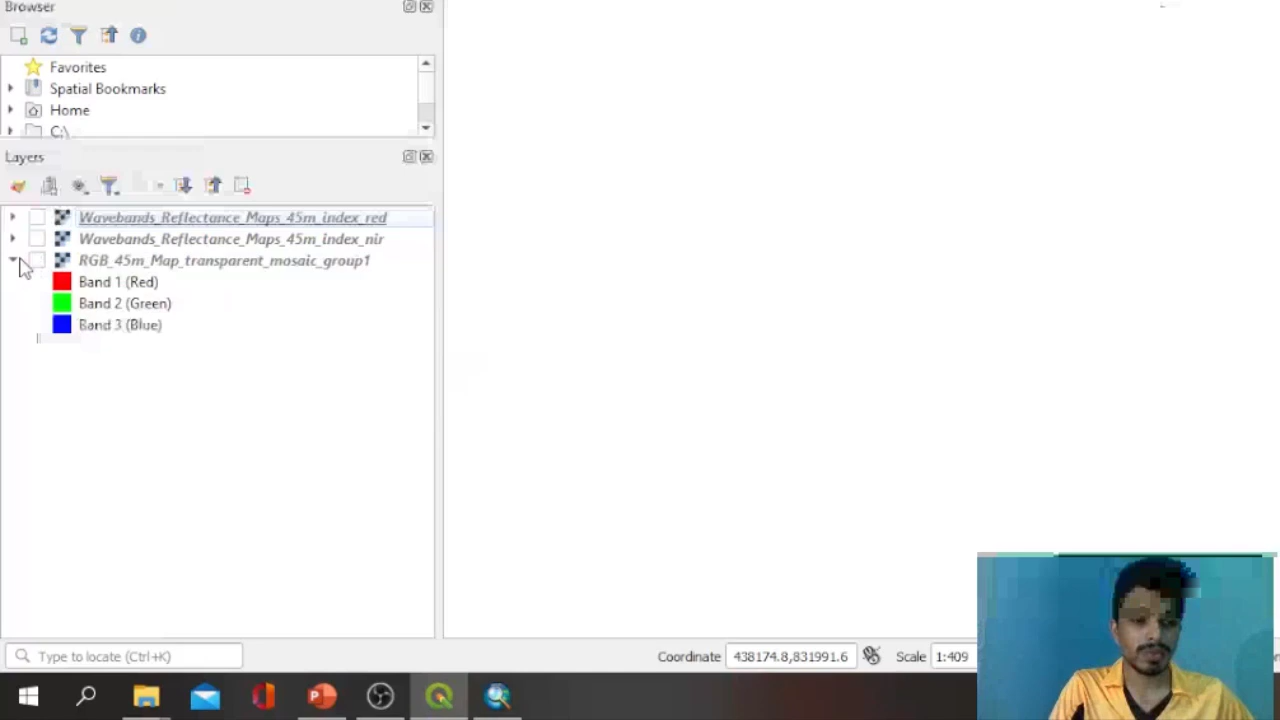 Browser
Favorites
Spatial Bookmarks
Home
C:\
Layers
Wavebands_Reflectance_Maps_45m_index_red
Wavebands_Reflectance_Maps_45m_index_nir
RGB_45m_Map_transparent_mosaic_group1
Band 1 (Red)
Band 2 (Green)
Band 3 (Blue)
Type to locate (Ctrl+K)
Coordinate 438174.8,831991.6 Scale 1:409